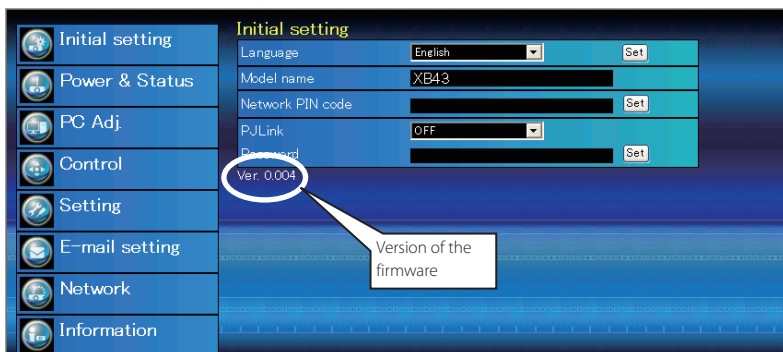 Initial setting
Power & Status
PC Adj.
Control
Setting
E-mail setting
Network
Information
Initial setting
Language English Set
Model name XB43
Network PIN code Set
PJLink OFF
Password Set
Ver. 0.004
Version of the
firmware